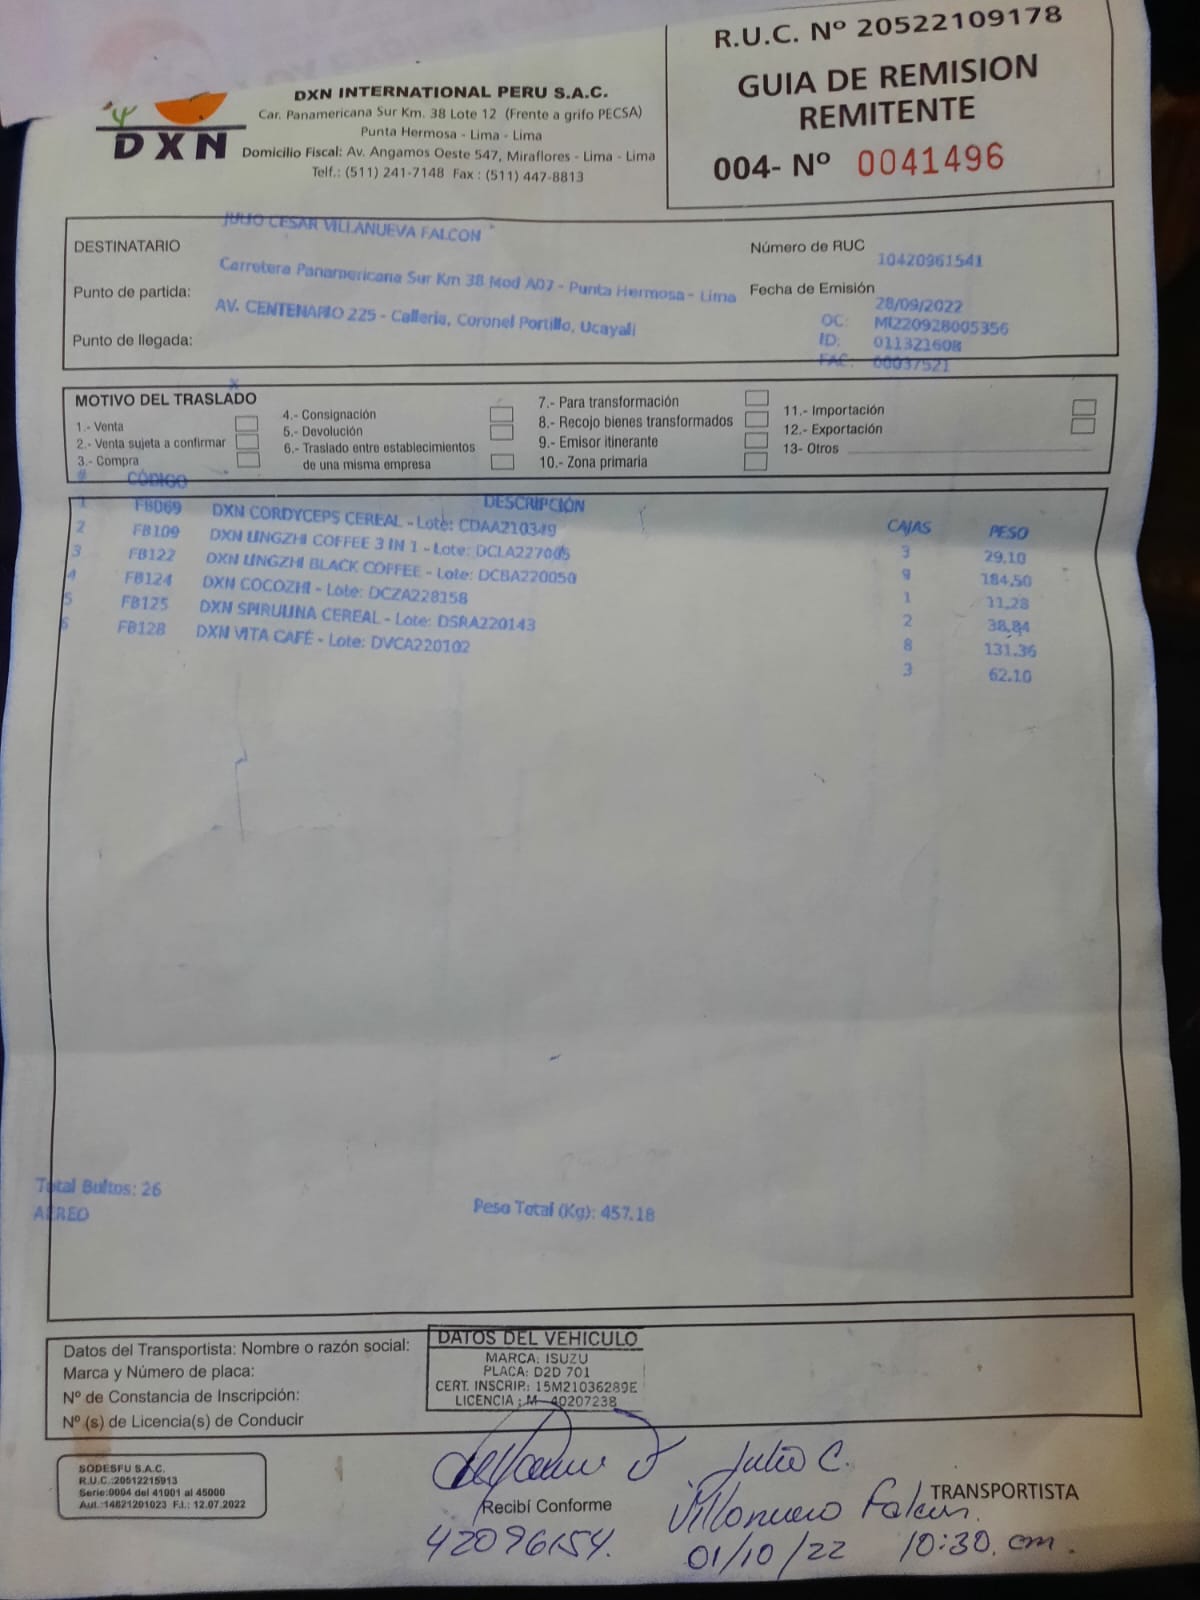 R.U.C. Nº 20522109178
GUIA DE REMISION
REMITENTE
004- Nº 0041496
DXN
DXN INTERNATIONAL PERU S.A.C.
Car. Panamericana Sur Km. 38 Lote 12 (Frente a grifo PECSA)
Punta Hermosa - Lima - Lima
Domicilio Fiscal: Av. Angamos Oeste 547, Miraflores - Lima - Lima
Telf.: (511) 241-7148 Fax : (511) 447-8813
JULIO CESAR VILLANUEVA FALCON
DESTINATARIO
Número de RUC 10420961541
Carretera Panamericana Sur Km 38 Mod A07 - Punta Hermosa - Lima
Punto de partida:
Fecha de Emisión 28/09/2022
AV. CENTENARIO 225 - Calleria, Coronel Portillo, Ucayali
Punto de llegada:
OC: MI220928005356
ID: 011321608
FAC: 00037521
X
MOTIVO DEL TRASLADO
1.- Venta
2.- Venta sujeta a confirmar
3.- Compra
4.- Consignación
5.- Devolución
6.- Traslado entre establecimientos
de una misma empresa
7.- Para transformación
8.- Recojo bienes transformados
9.- Emisor itinerante
10.- Zona primaria
11.- Importación
12.- Exportación
13- Otros
# CÓDIGO DESCRIPCIÓN CAJAS PESO
1 FB069 DXN CORDYCEPS CEREAL - Lote: CDAA210349 3 29.10
2 FB109 DXN LINGZHI COFFEE 3 IN 1 - Lote: DCLA227005 9 184.50
3 FB122 DXN LINGZHI BLACK COFFEE - Lote: DCBA220050 1 11.28
4 FB124 DXN COCOZHI - Lote: DCZA228158 2 38.84
5 FB125 DXN SPIRULINA CEREAL - Lote: DSRA220143 8 131.36
6 FB128 DXN VITA CAFÉ - Lote: DVCA220102 3 62.10
Total Bultos: 26
AEREO
Peso Total (Kg): 457.18
Datos del Transportista: Nombre o razón social:
Marca y Número de placa:
Nº de Constancia de Inscripción:
Nº (s) de Licencia(s) de Conducir
DATOS DEL VEHICULO
MARCA: ISUZU
PLACA: D2D 701
CERT. INSCRIP.: 15M21036289E
LICENCIA : M- 40207238
SODESFU S.A.C.
R.U.C.:20512215913
Serie:0004 del 41001 al 45000
Aut.:14821201023 F.I.: 12.07.2022
Recibí Conforme
42096154.
Julio C.
Villanueva Falcon.
TRANSPORTISTA
01/10/22 10:30. am.